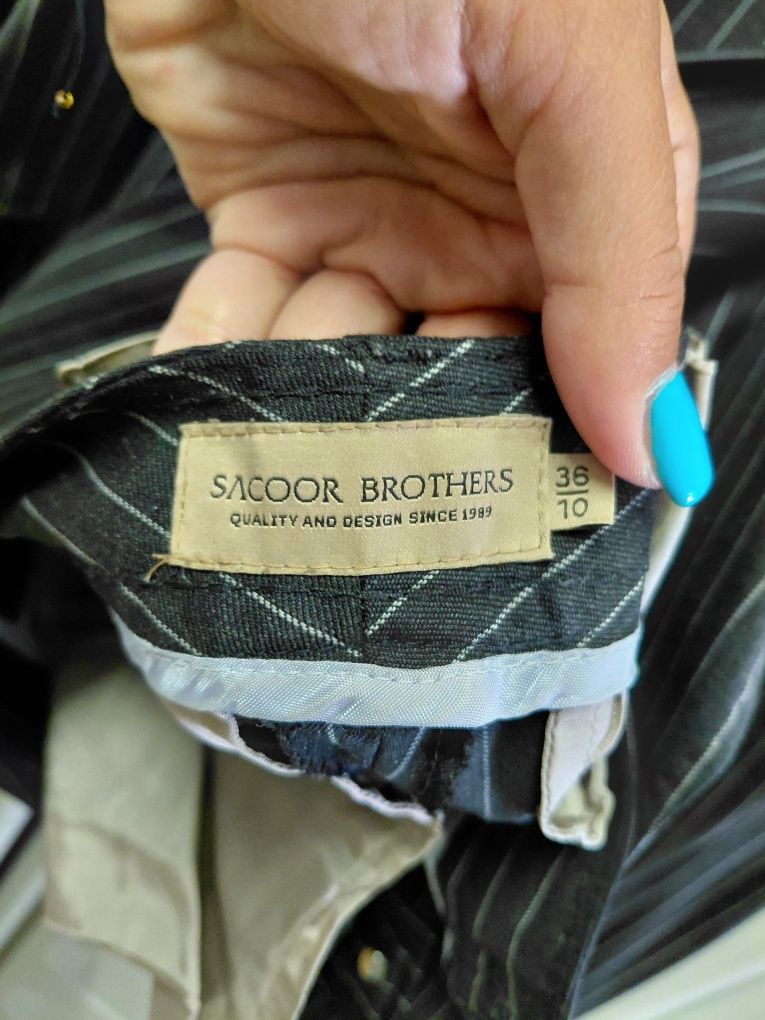 SACOOR BROTHERS
QUALITY AND DESIGN SINCE 1989
36
10